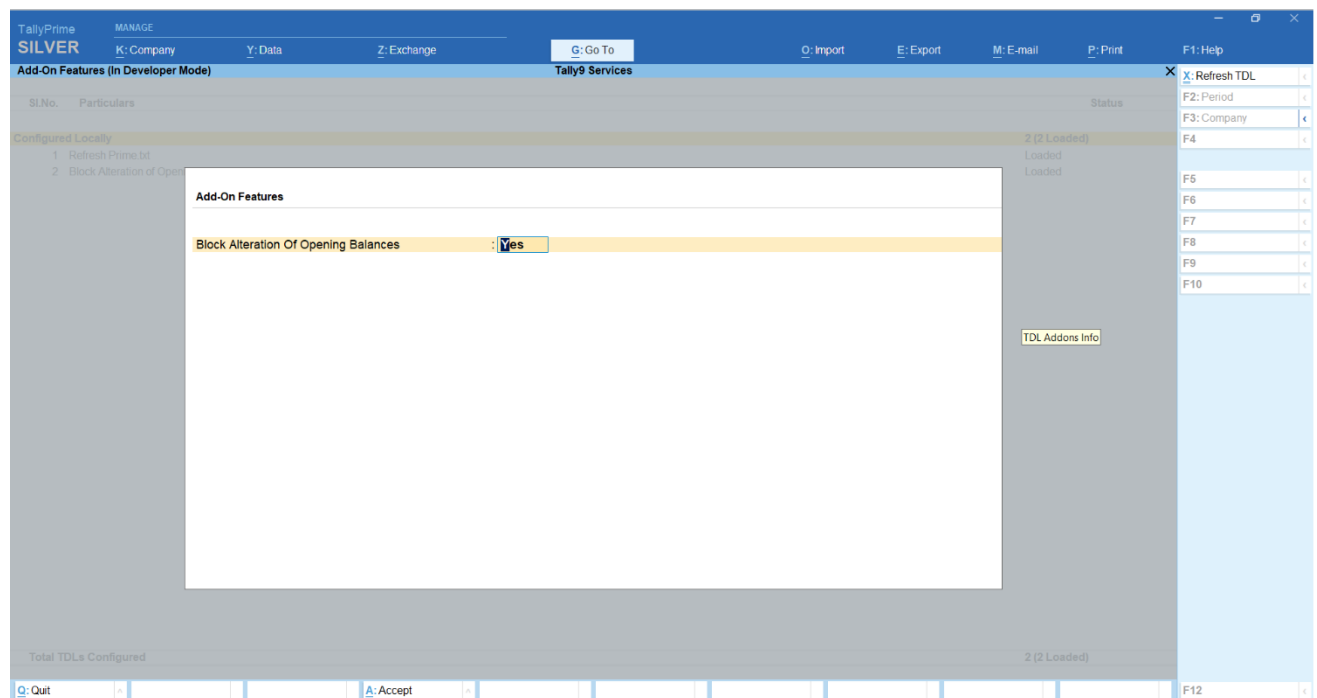 TallyPrime MANAGE
SILVER K: Company Y: Data Z: Exchange G: Go To O: Import E: Export M: E-mail P: Print F1: Help
Add-On Features (In Developer Mode) Tally9 Services X: Refresh TDL
Sl.No. Particulars Status F2: Period
F3: Company
Configured Locally 2 (2 Loaded) F4
1 Refresh Prime.txt Loaded
2 Block Alteration of Open Loaded
F5
Add-On Features F6
F7
Block Alteration Of Opening Balances : Yes F8
F9
F10
TDL Addons Info
Total TDLs Configured 2 (2 Loaded)
Q: Quit A: Accept F12